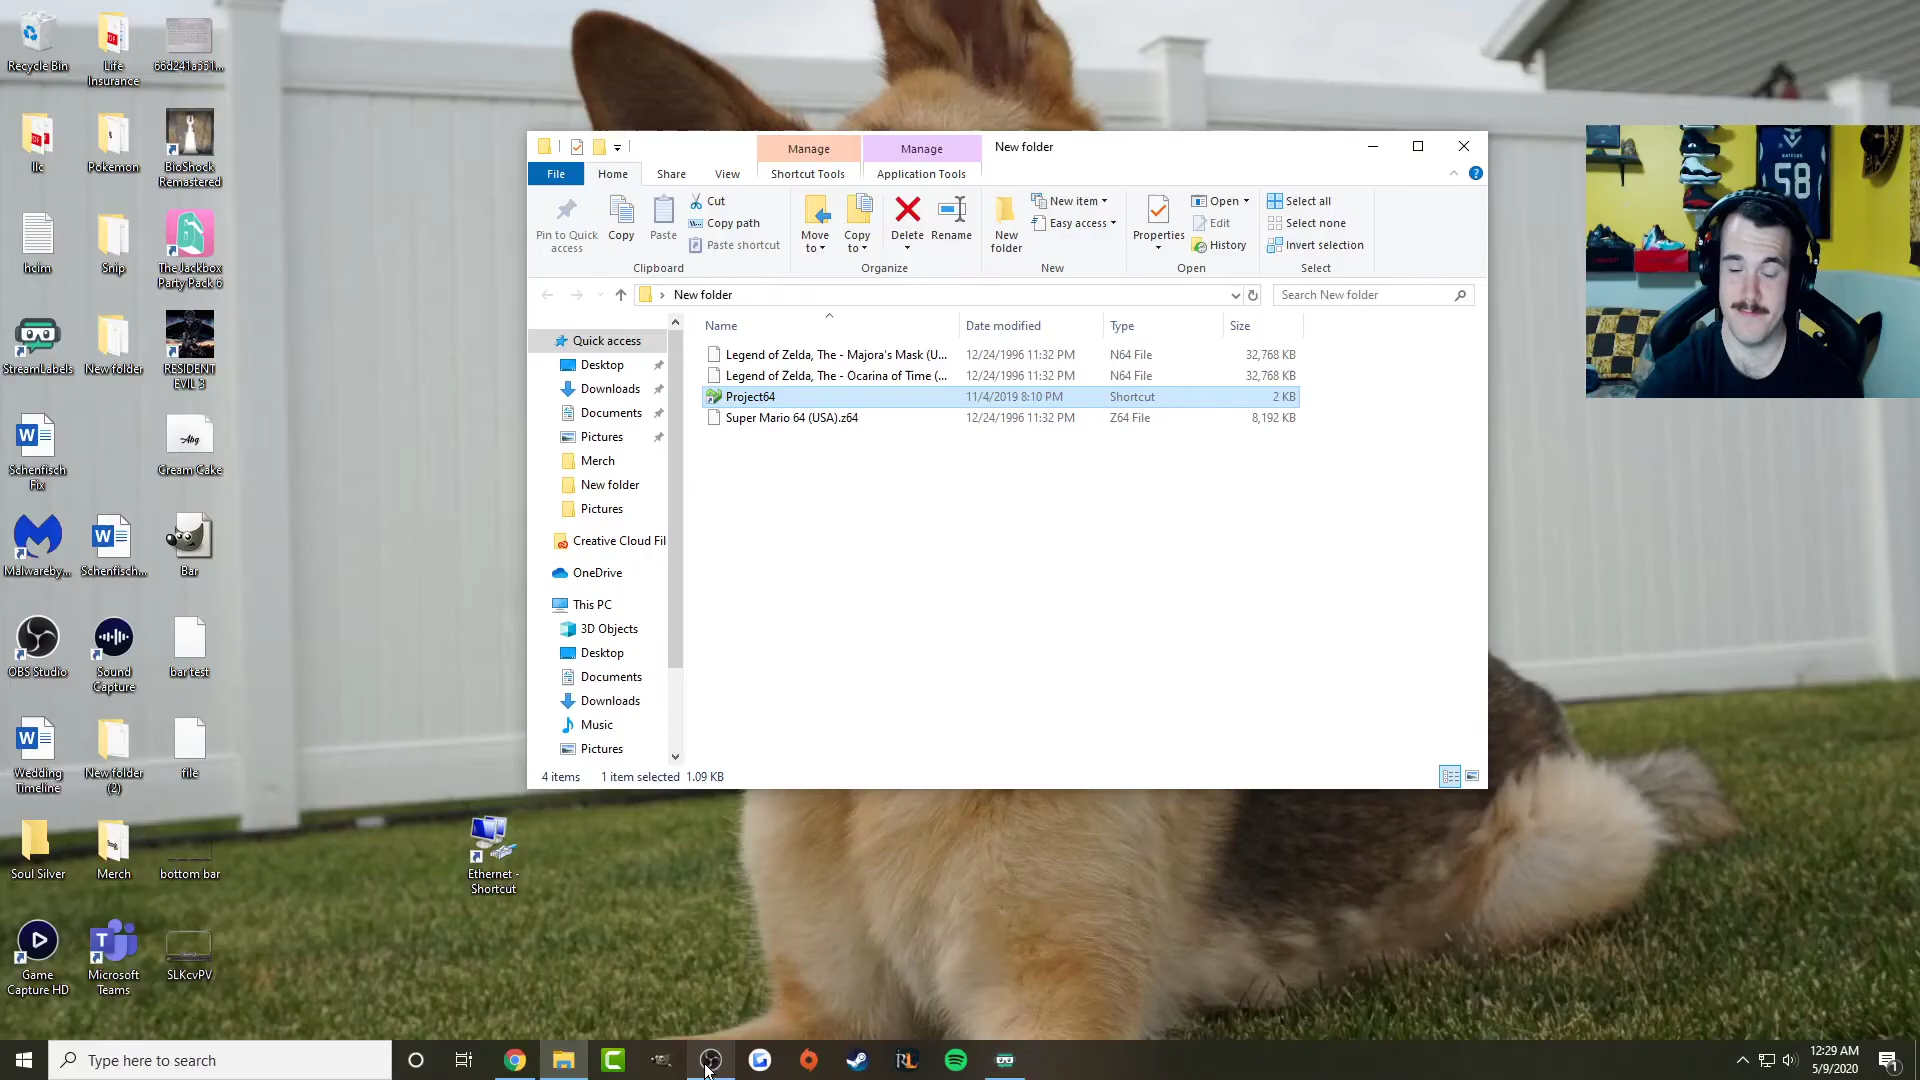 Recycle Bin
Life Insurance
66d241a551...
llc
Pokemon
BioShock Remastered
hcim
Snip
The Jackbox Party Pack 6
StreamLabels
New folder
RESIDENT EVIL 3
Schenfisch Fix
Abg
Cream Cake
Malwareby...
Schenfisch...
Bar
OBS Studio
Sound Capture
bar test
Wedding Timeline
New folder (2)
file
Soul Silver
Merch
bottom bar
Ethernet - Shortcut
Game Capture HD
Microsoft Teams
SLKcvPV
Manage
Manage
New folder
File
Home
Share
View
Shortcut Tools
Application Tools
Pin to Quick access
Copy
Paste
Cut
Copy path
Paste shortcut
Clipboard
Move to
Copy to
Delete
Rename
Organize
New folder
New item
Easy access
New
Properties
Open
Edit
History
Open
Select all
Select none
Invert selection
Select
New folder
Search New folder
Name
Date modified
Type
Size
Legend of Zelda, The - Majora's Mask (U... 12/24/1996 11:32 PM N64 File 32,768 KB
Legend of Zelda, The - Ocarina of Time (... 12/24/1996 11:32 PM N64 File 32,768 KB
Project64 11/4/2019 8:10 PM Shortcut 2 KB
Super Mario 64 (USA).z64 12/24/1996 11:32 PM Z64 File 8,192 KB
Quick access
Desktop
Downloads
Documents
Pictures
Merch
New folder
Pictures
Creative Cloud Fil
OneDrive
This PC
3D Objects
Desktop
Documents
Downloads
Music
Pictures
4 items 1 item selected 1.09 KB
58
Type here to search
12:29 AM
5/9/2020
1